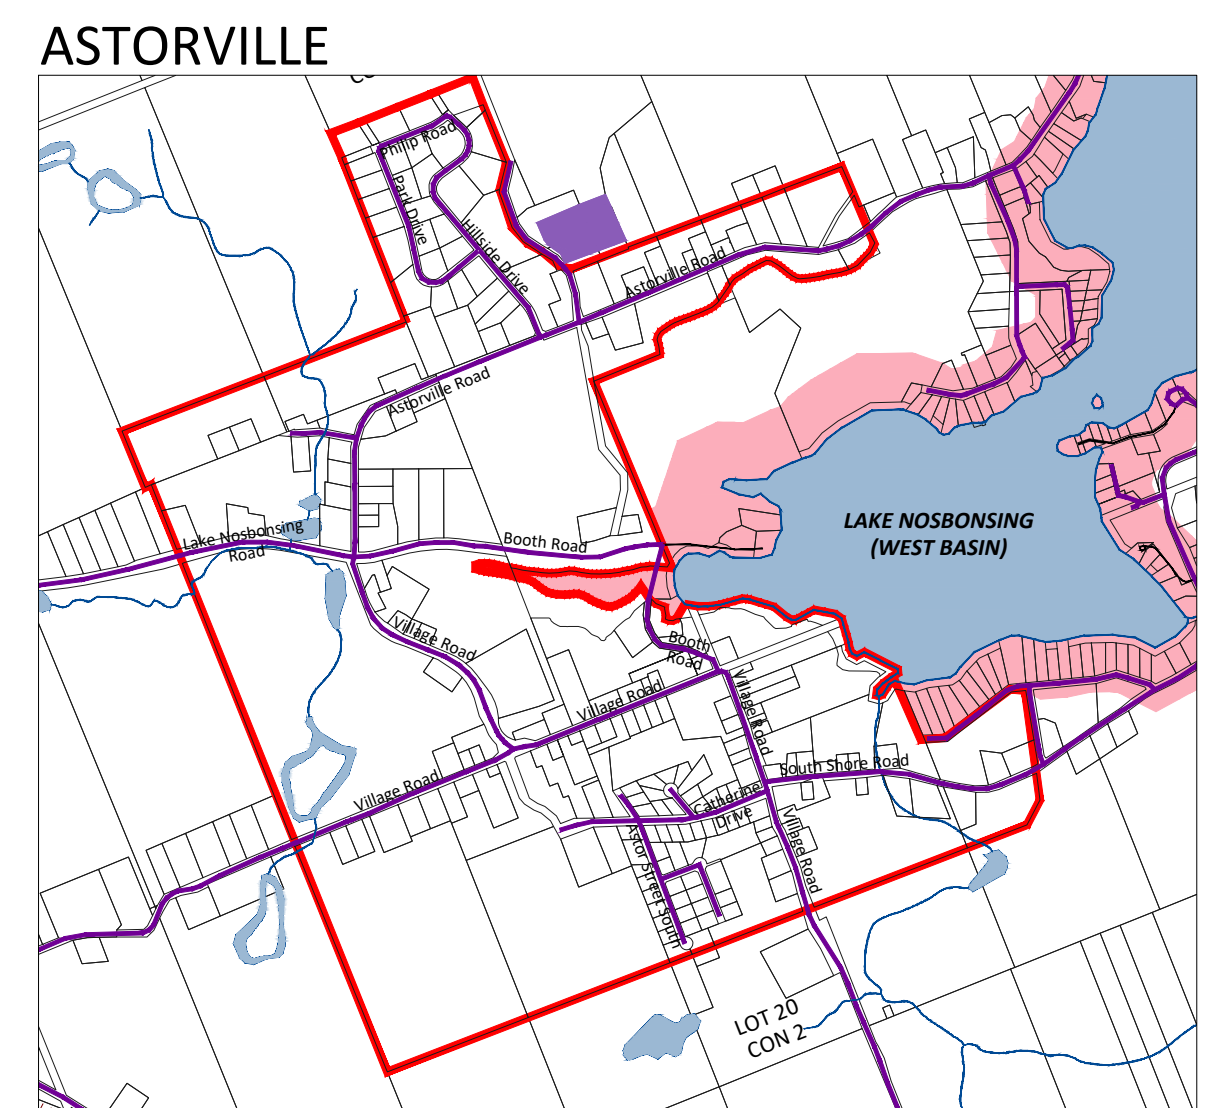 ASTORVILLE
Philip Road
Park Drive
Hillside Drive
Astorville Road
Astorville Road
LAKE NOSBONSING
(WEST BASIN)
Lake Nosbonsing
Road
Booth Road
Village Road
Booth
Road
Village Road
Village Road
South Shore Road
Village Road
Catharine
Drive
Village Road
Astor Street South
LOT 20
CON 2